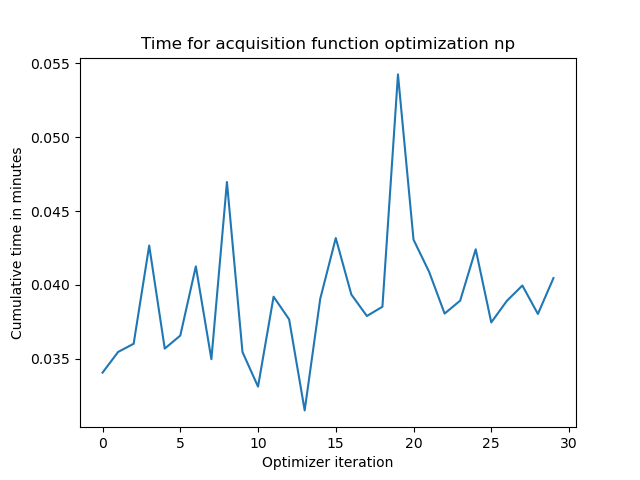 Time for acquisition function optimization np
0.055
0.050
0.045
0.040
0.035
Cumulative time in minutes
0 5 10 15 20 25 30
Optimizer iteration